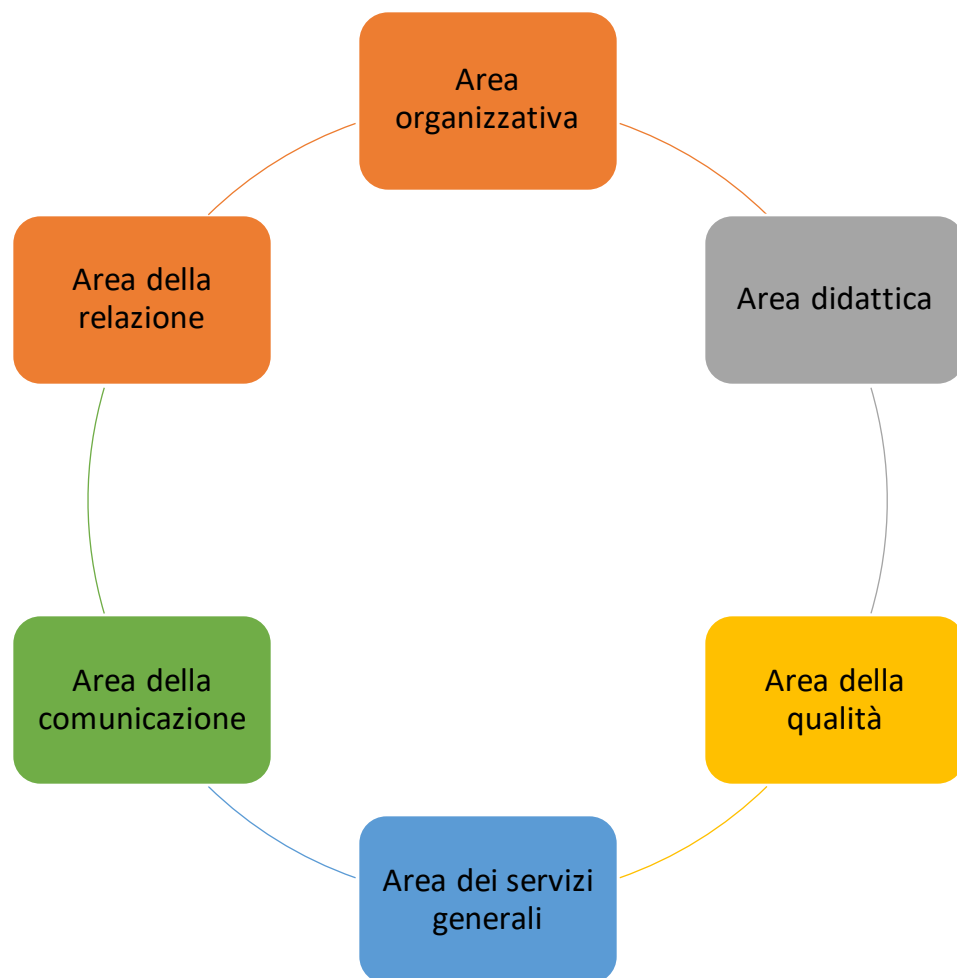 Area
organizzativa
Area didattica
Area della
qualità
Area dei servizi
generali
Area della
comunicazione
Area della
relazione